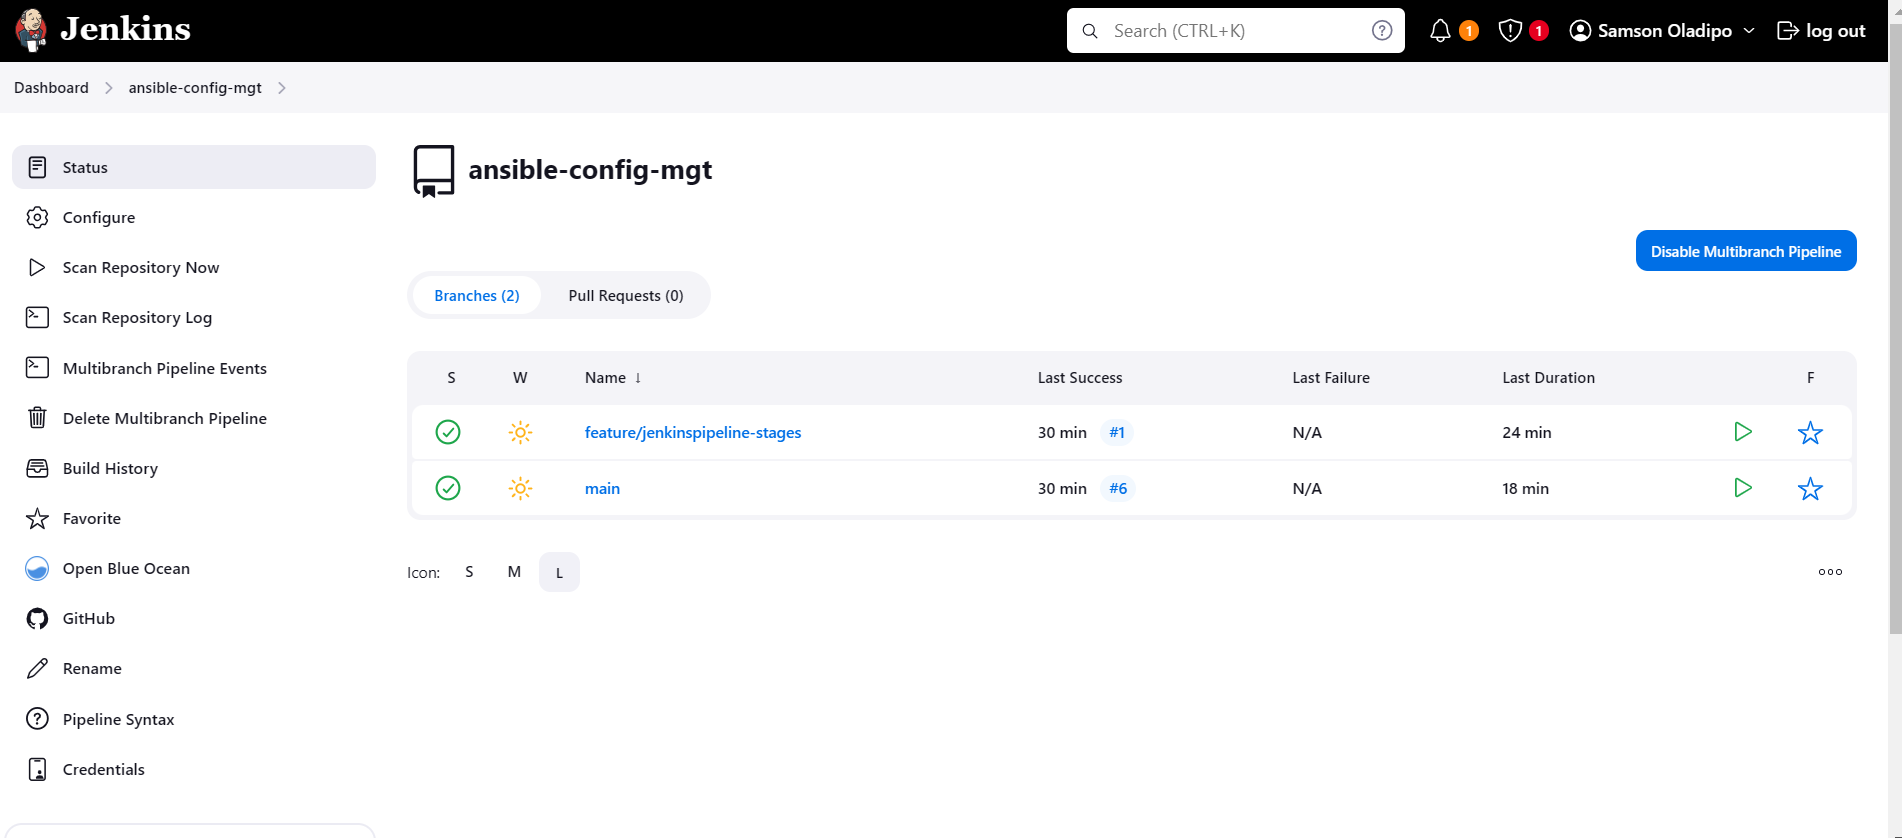 Jenkins
Search (CTRL+K)
1
1
Samson Oladipo
log out
Dashboard
ansible-config-mgt
Status
Configure
Scan Repository Now
Scan Repository Log
Multibranch Pipeline Events
Delete Multibranch Pipeline
Build History
Favorite
Open Blue Ocean
GitHub
Rename
Pipeline Syntax
Credentials
ansible-config-mgt
Disable Multibranch Pipeline
Branches (2) Pull Requests (0)
S W Name ↓ Last Success Last Failure Last Duration F
feature/jenkinspipeline-stages 30 min #1 N/A 24 min
main 30 min #6 N/A 18 min
Icon: S M L